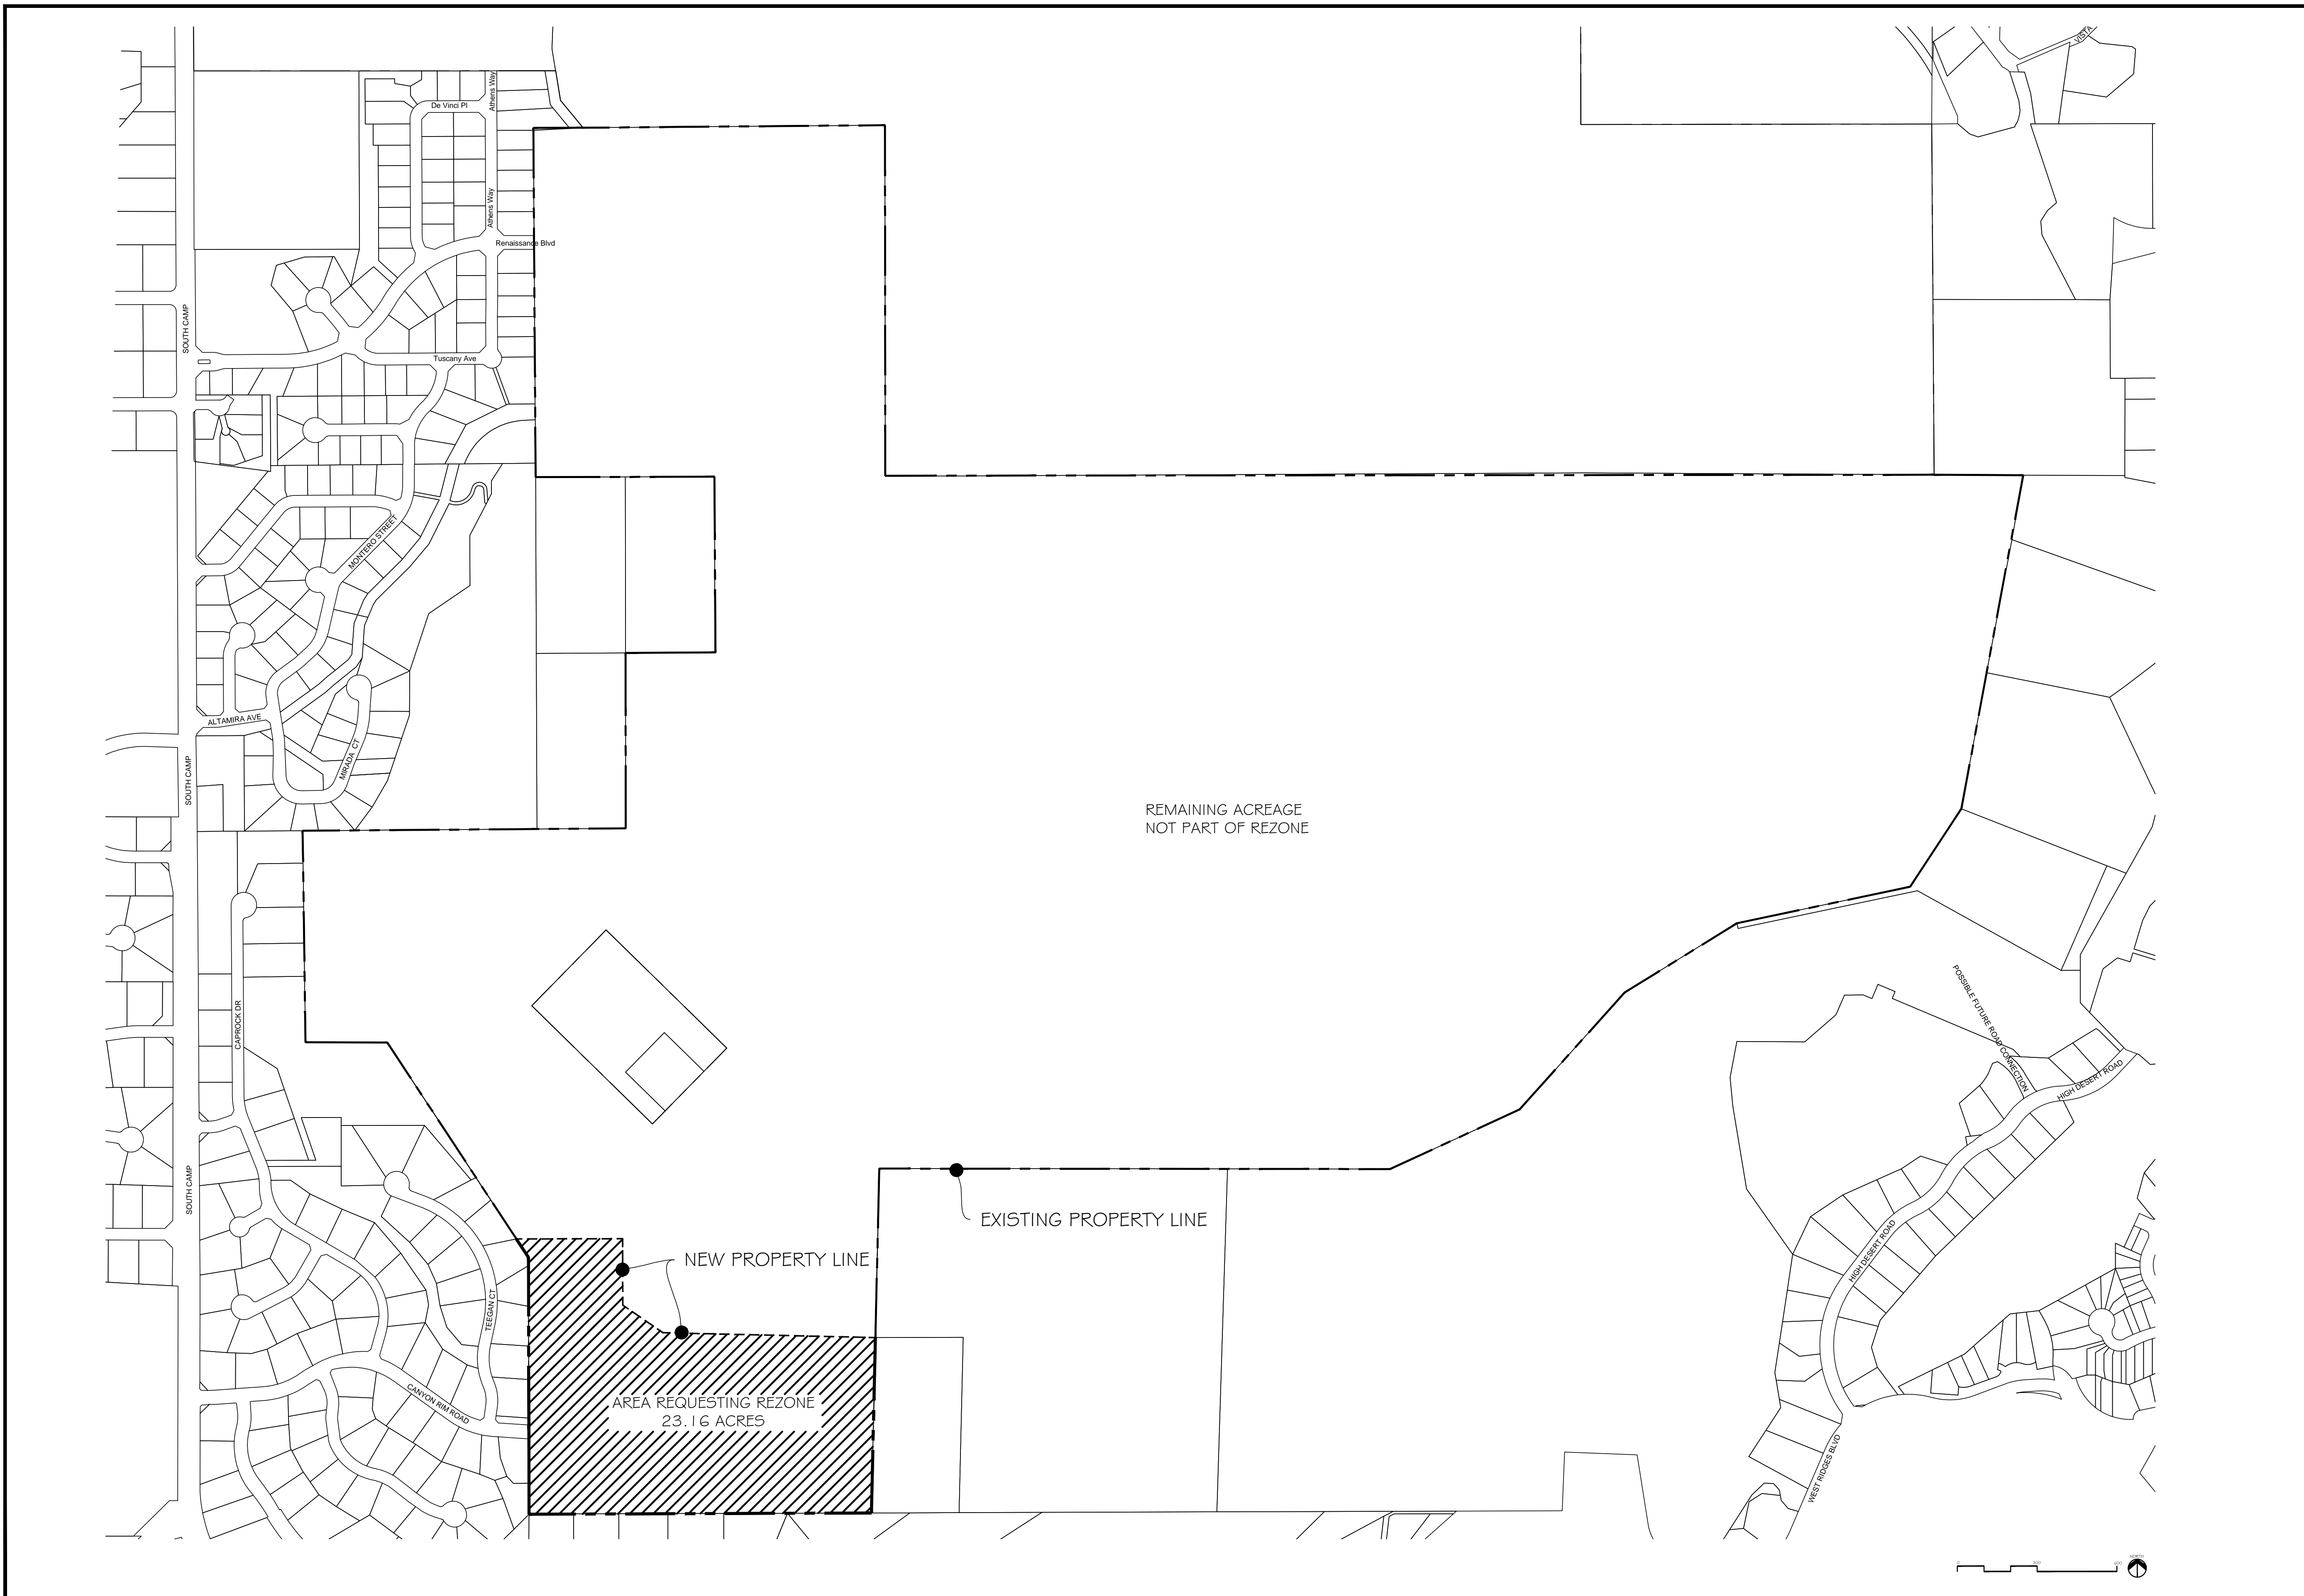 VISTA
De Vinci Pl
Athens Way
Athens Way
Renaissance Blvd
SOUTH CAMP
Tuscany Ave
MONTERO STREET
ALTAMIRA AVE
MIRADA CT
SOUTH CAMP
REMAINING ACREAGE
NOT PART OF REZONE
CAPROCK DR
POSSIBLE FUTURE ROAD CONNECTION
HIGH DESERT ROAD
SOUTH CAMP
EXISTING PROPERTY LINE
NEW PROPERTY LINE
HIGH DESERT ROAD
TEEGAN CT
CANYON RIM ROAD
AREA REQUESTING REZONE
23.16 ACRES
WEST RIDGES BLVD
NORTH